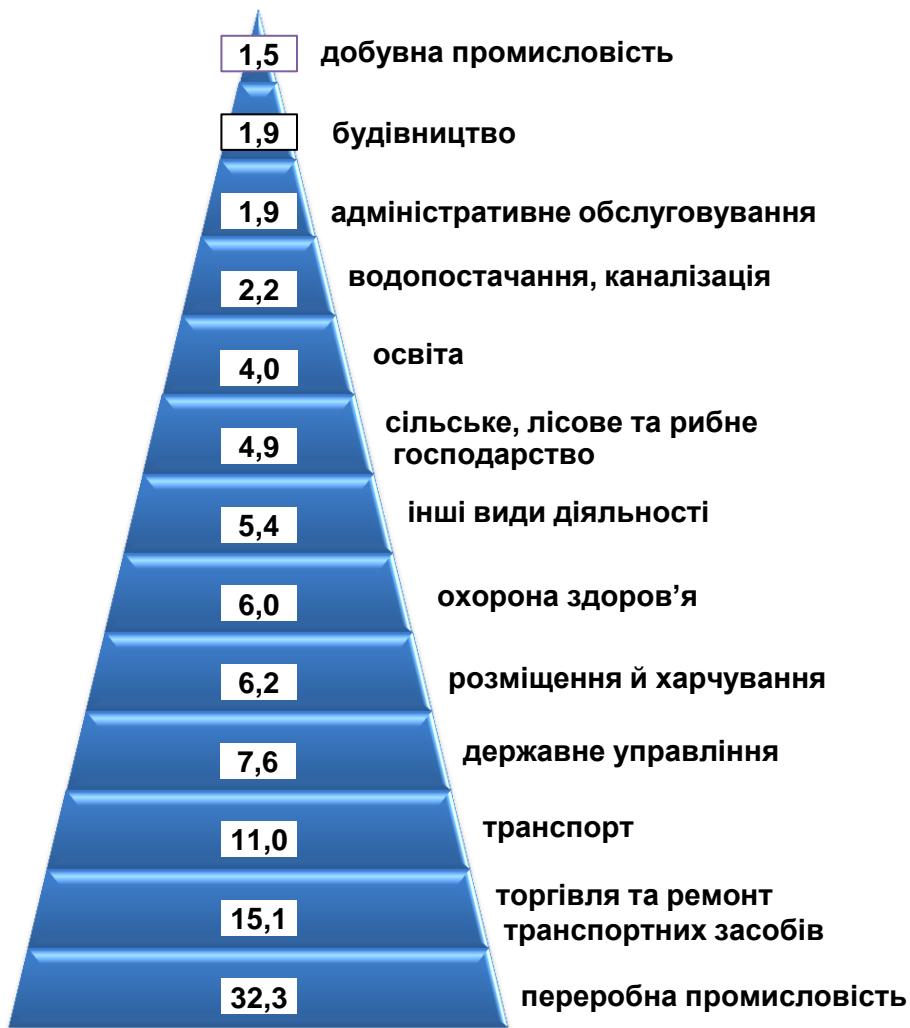 1,5 добувна промисловість
1,9 будівництво
1,9 адміністративне обслуговування
2,2 водопостачання, каналізація
4,0 освіта
4,9 сільське, лісове та рибне
господарство
5,4 інші види діяльності
6,0 охорона здоров’я
6,2 розміщення й харчування
7,6 державне управління
11,0 транспорт
15,1 торгівля та ремонт
транспортних засобів
32,3 переробна промисловість